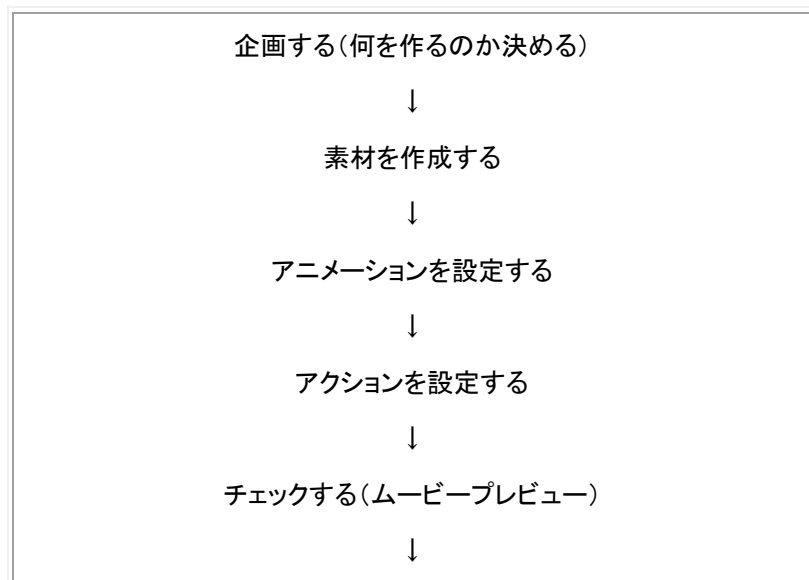 企画する(何を作るのか決める)
↓
素材を作成する
↓
アニメーションを設定する
↓
アクションを設定する
↓
チェックする(ムービープレビュー)
↓